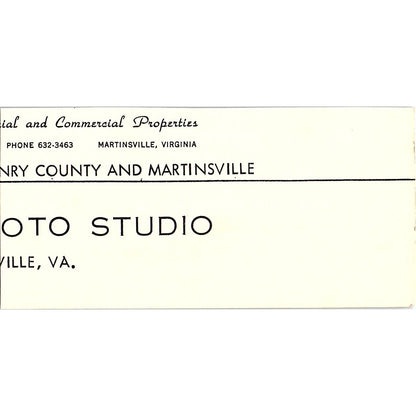 ial and Commercial Properties
PHONE 632-3463 MARTINSVILLE, VIRGINIA
NRY COUNTY AND MARTINSVILLE
OTO STUDIO
VILLE, VA.